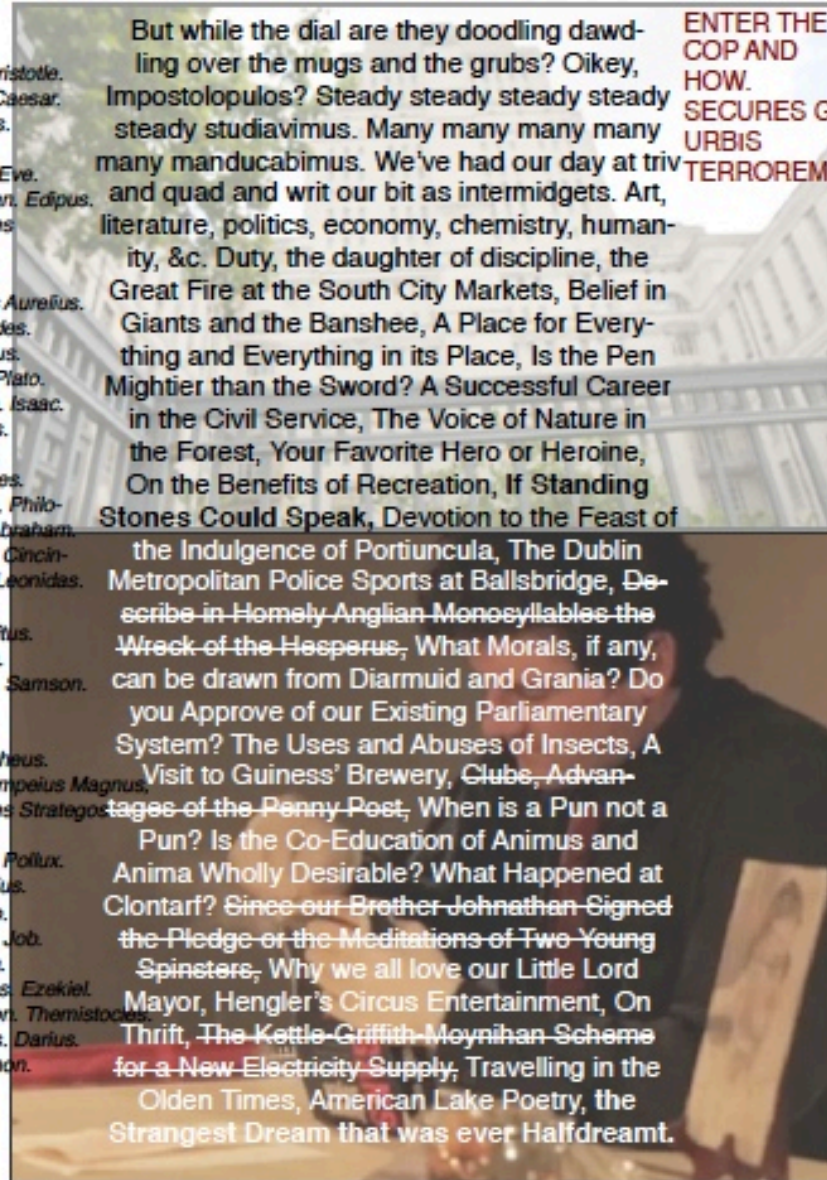 But while the dial are they doodling dawd-
ling over the mugs and the grubs? Oikey,
Impostolopulos? Steady steady steady steady
steady studiavimus. Many many many many
many manducabimus. We've had our day at triv
and quad and writ our bit as intermidgets. Art,
literature, politics, economy, chemistry, human-
ity, &c. Duty, the daughter of discipline, the
Great Fire at the South City Markets, Belief in
Giants and the Banshee, A Place for Every-
thing and Everything in its Place, Is the Pen
Mightier than the Sword? A Successful Career
in the Civil Service, The Voice of Nature in
the Forest, Your Favorite Hero or Heroine,
On the Benefits of Recreation, If Standing
Stones Could Speak, Devotion to the Feast of
the Indulgence of Portiuncula, The Dublin
Metropolitan Police Sports at Ballsbridge, De-
scribe in Homely Anglian Monosyllables the
Wreck of the Hesperus, What Morals, if any,
can be drawn from Diarmuid and Grania? Do
you Approve of our Existing Parliamentary
System? The Uses and Abuses of Insects, A
Visit to Guiness' Brewery, Clubs, Advan-
tages of the Penny Post, When is a Pun not a
Pun? Is the Co-Education of Animus and
Anima Wholly Desirable? What Happened at
Clontarf? Since our Brother Johnathan Signed
the Pledge or the Meditations of Two Young
Spinsters, Why we all love our Little Lord
Mayor, Hengler's Circus Entertainment, On
Thrift, The Kettle-Griffith-Moynihan Scheme
for a New Electricity Supply, Travelling in the
Olden Times, American Lake Poetry, the
Strangest Dream that was ever Halfdreamt.
ENTER THE
COP AND
HOW.
SECURES G
URBIS
TERROREM
ristotle.
Caesar.
s.
Eve.
n. Edipus.
s
Aurelius.
des.
us.
Plato.
. Isaac.
s.
es.
. Philo-
braham.
Cincin-
Leonidas.
itus.
Samson.
heus.
mpeius Magnus,
es Strategos
Pollux.
ius.
Job.
s. Ezekiel.
n. Themistocles.
s. Darius.
on.